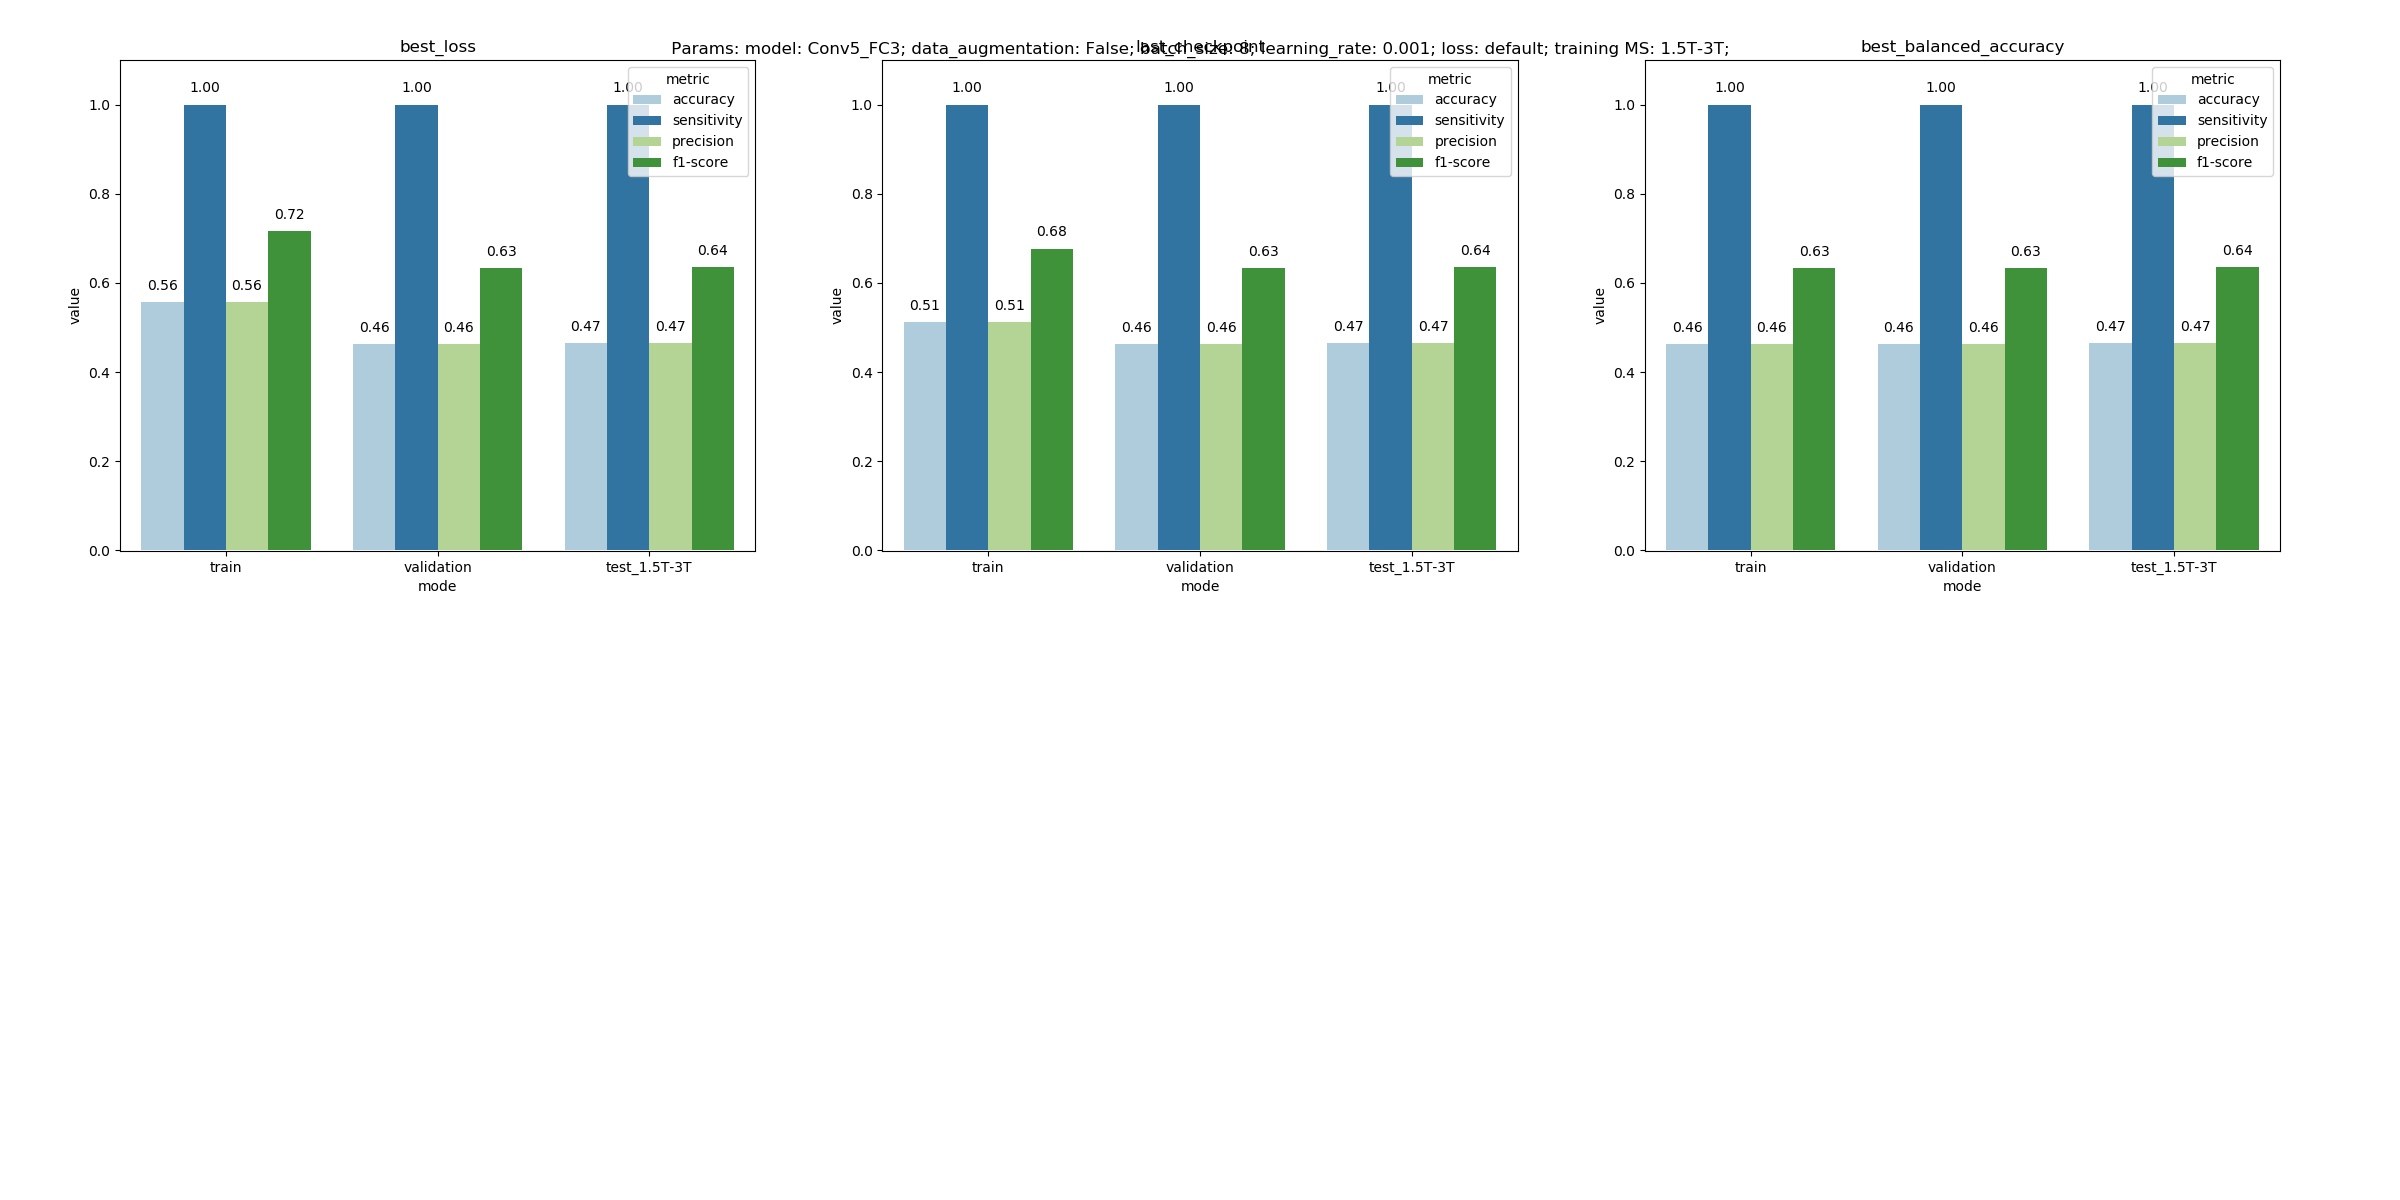 Params: model: Conv5_FC3; data_augmentation: False; batch_size: 8; learning_rate: 0.001; loss: default; training MS: 1.5T-3T;
best_loss
1.00
1.00
1.00
0.72
0.63
0.64
0.56
0.56
0.46
0.46
0.47
0.47
metric
accuracy
sensitivity
precision
f1-score
1.0
0.8
0.6
0.4
0.2
0.0
value
train
validation
test_1.5T-3T
mode
last_checkpoint
1.00
1.00
1.00
0.68
0.63
0.64
0.51
0.51
0.46
0.46
0.47
0.47
metric
accuracy
sensitivity
precision
f1-score
1.0
0.8
0.6
0.4
0.2
0.0
value
train
validation
test_1.5T-3T
mode
best_balanced_accuracy
1.00
1.00
1.00
0.63
0.63
0.64
0.46
0.46
0.46
0.46
0.47
0.47
metric
accuracy
sensitivity
precision
f1-score
1.0
0.8
0.6
0.4
0.2
0.0
value
train
validation
test_1.5T-3T
mode